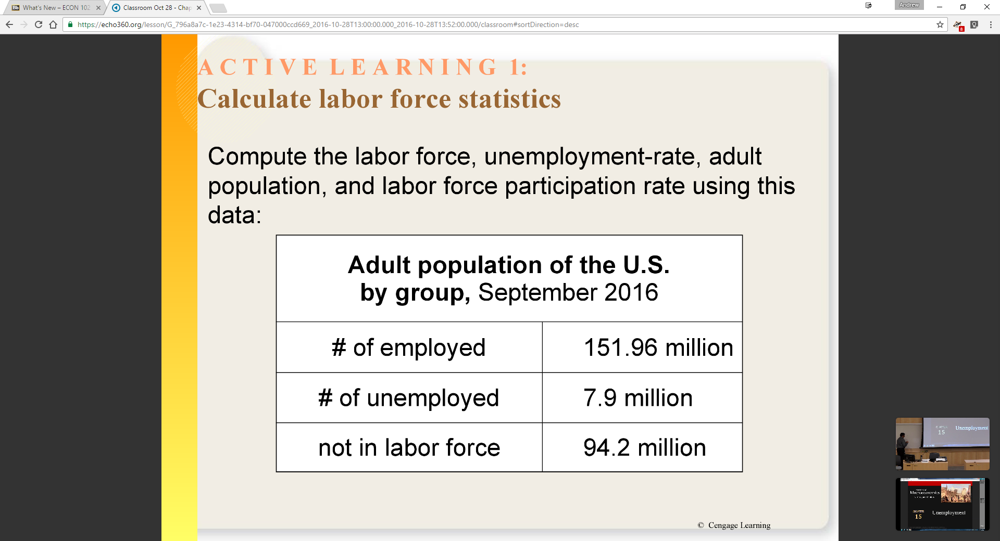 What's New – ECON 102
Classroom Oct 28 - Chap
Andrew
https://echo360.org/lesson/G_796a8a7c-1e23-4314-bf70-047000ccd669_2016-10-28T13:00:00.000_2016-10-28T13:52:00.000/classroom#sortDirection=desc
8
ACTIVE LEARNING 1:
Calculate labor force statistics
Compute the labor force, unemployment-rate, adult
population, and labor force participation rate using this
data:
Adult population of the U.S.
by group, September 2016
# of employed 151.96 million
# of unemployed 7.9 million
not in labor force 94.2 million
© Cengage Learning
CHAPTER
15
Unemployment
Macroeconomics
CHAPTER
15
Unemployment